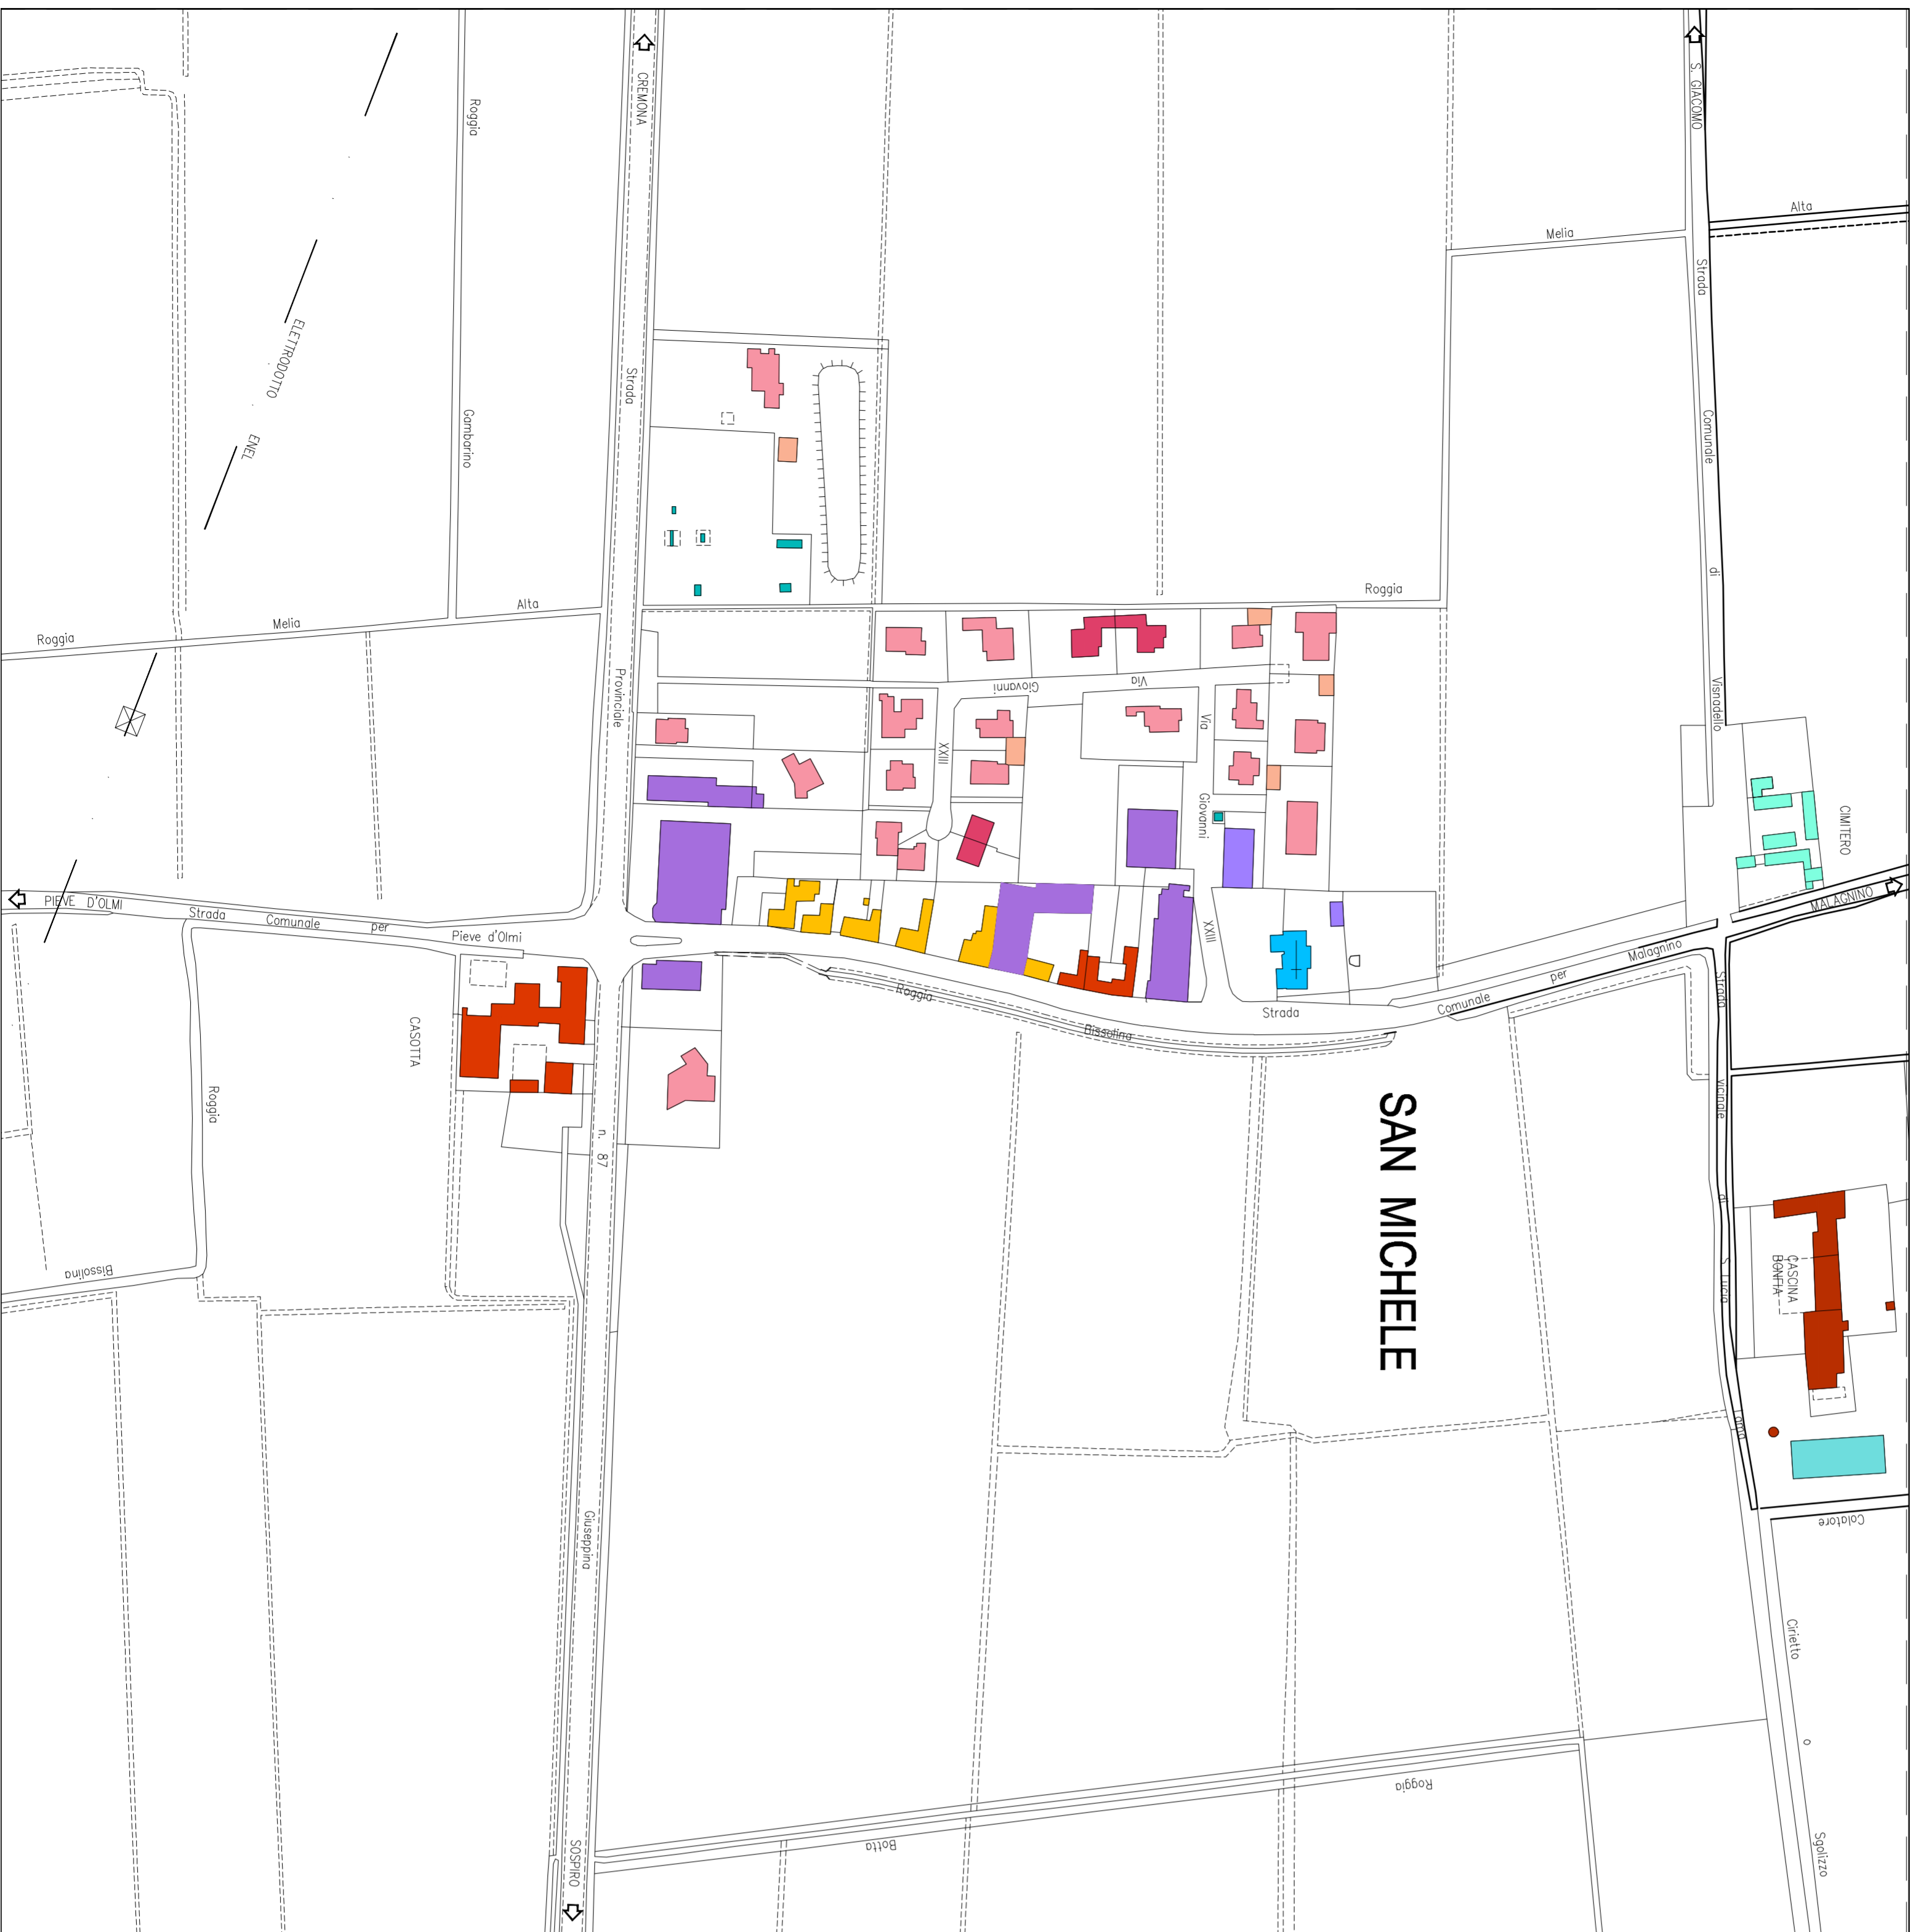 CREMONA
S. GIACOMO
Roggia
Alta
Melia
Strada
ELETTRODOTTO
ENEL
Strada
Gambarino
Comunale
di
Roggia
Alta
Melia
Roggia
Provinciale
Giovanni
Via
Via
Visnadello
XXIII
Giovanni
CIMITERO
PIEVE D'OLMI
Strada
Comunale
per
Pieve d'Olmi
XXIII
MALAGNINO
Malagnino
per
Comunale
Strada
Roggia
Bissolina
Strada
CASOTTA
Roggia
n. 87
SAN MICHELE
vicinale
di
S. Lucia
CASCINA
BONFIA
Bissolina
Lama
Giuseppina
Colatore
Cirietto
o
Sgolizzo
Roggia
Botta
SOSPIRO